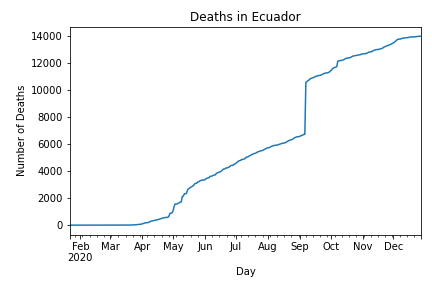 Deaths in Ecuador
14000
12000
10000
8000
6000
4000
2000
0
Number of Deaths
Feb Mar Apr May Jun Jul Aug Sep Oct Nov Dec
2020
Day